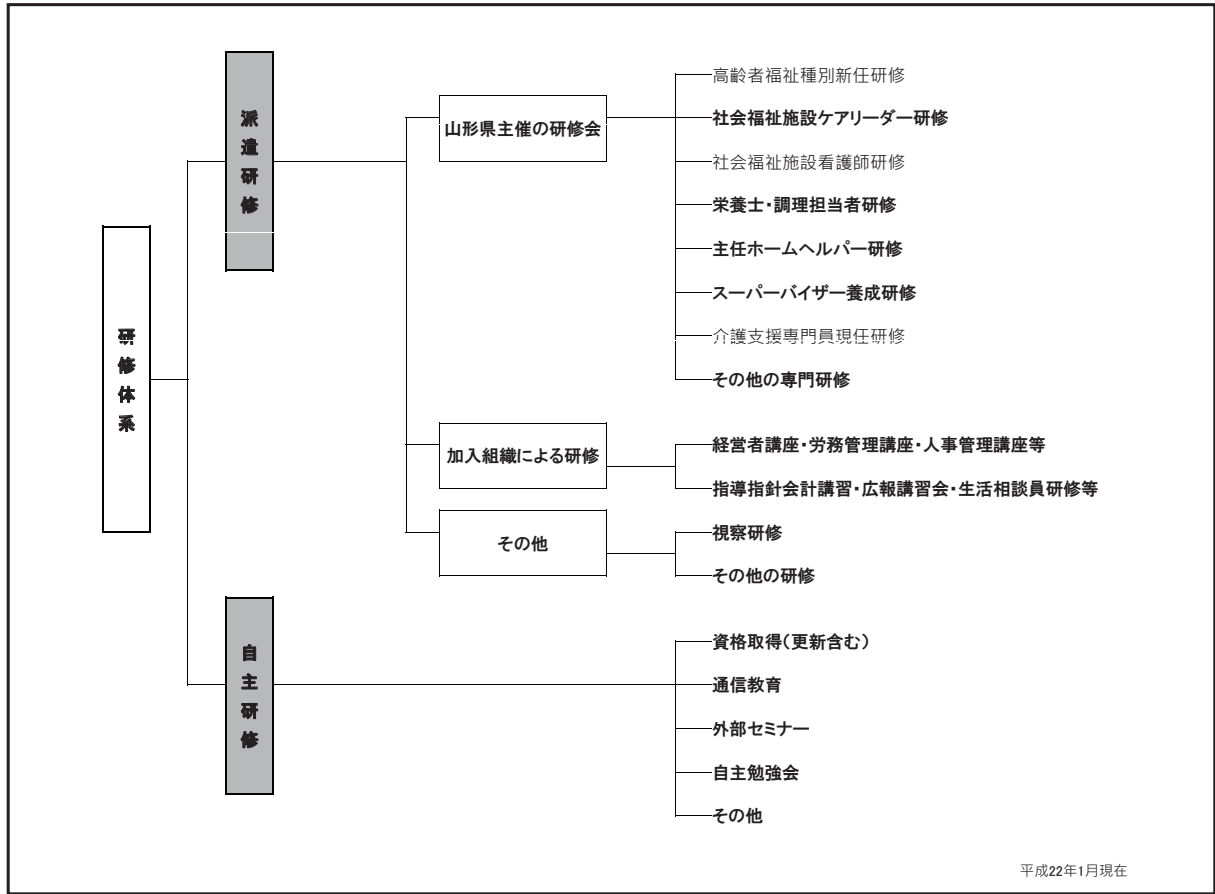 研修体系
派遣研修
山形県主催の研修会
高齢者福祉種別新任研修
社会福祉施設ケアリーダー研修
社会福祉施設看護師研修
栄養士・調理担当者研修
主任ホームヘルパー研修
スーパーバイザー養成研修
介護支援専門員現任研修
その他の専門研修
加入組織による研修
経営者講座・労務管理講座・人事管理講座等
指導指針会計講習・広報講習会・生活相談員研修等
その他
視察研修
その他の研修
自主研修
資格取得(更新含む)
通信教育
外部セミナー
自主勉強会
その他
平成22年1月現在